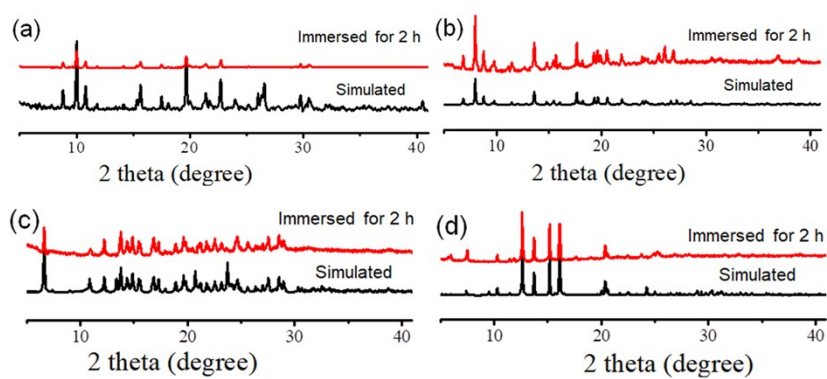 (a)
Immersed for 2 h
Simulated
10 20 30 40
2 theta (degree)
(b)
Immersed for 2 h
Simulated
10 20 30 40
2 theta (degree)
(c)
Immersed for 2 h
Simulated
10 20 30 40
2 theta (degree)
(d)
Immersed for 2 h
Simulated
10 20 30 40
2 theta (degree)